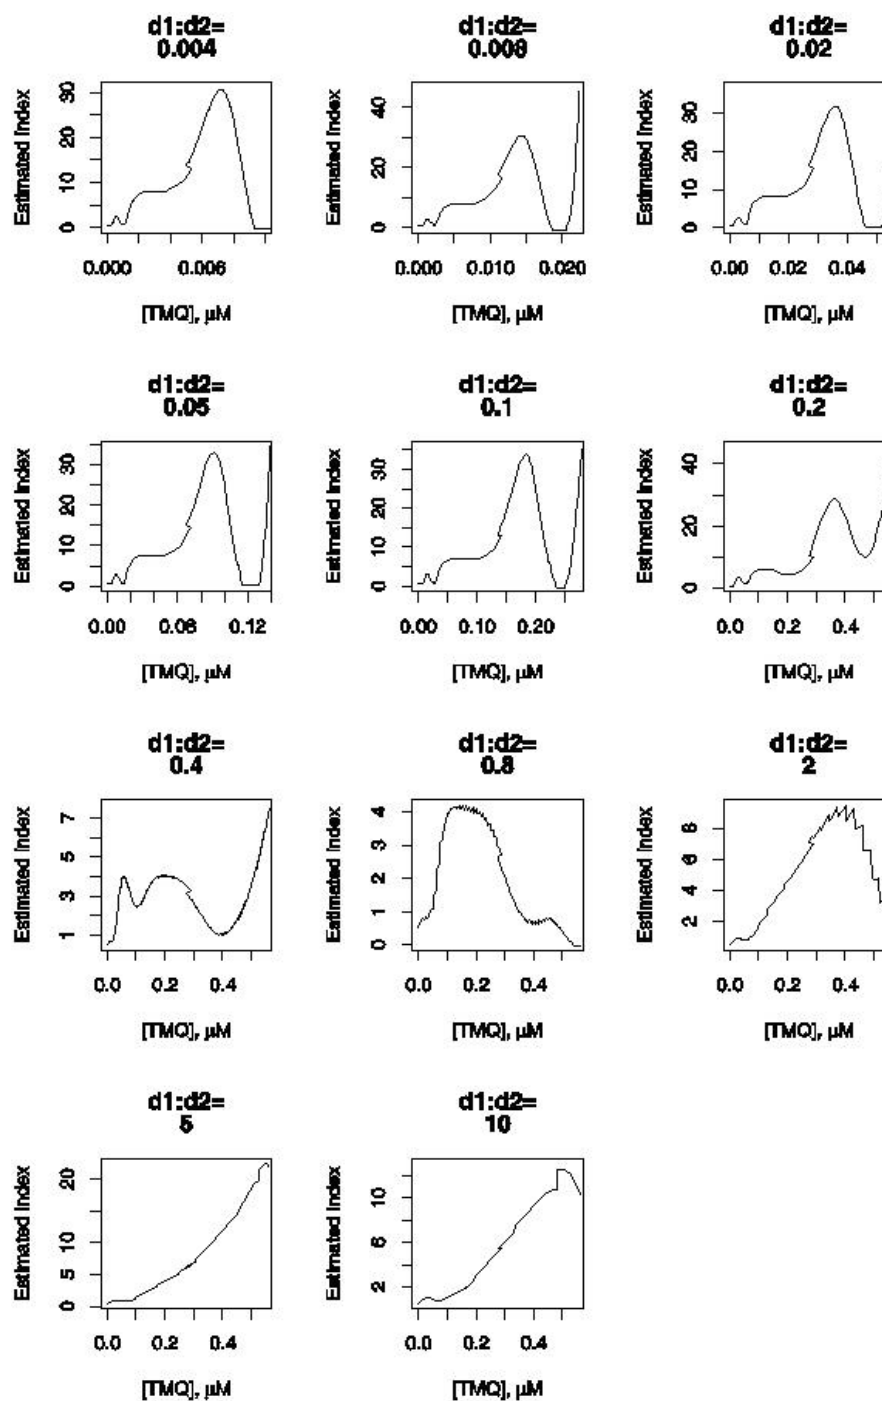 d1:d2= d1:d2= d1:d2=
0.004 0.008 0.02
Estimated Index Estimated Index Estimated Index
30 40 30
20 20 20
10 0 10
0 0
0.000 0.006 0.000 0.010 0.020 0.00 0.02 0.04
[TMQ], μM [TMQ], μM [TMQ], μM
d1:d2= d1:d2= d1:d2=
0.05 0.1 0.2
Estimated Index Estimated Index Estimated Index
30 30 40
20 20 20
10 10 0
0 0
0.00 0.06 0.12 0.00 0.10 0.20 0.0 0.2 0.4
[TMQ], μM [TMQ], μM [TMQ], μM
d1:d2= d1:d2= d1:d2=
0.4 0.8 2
Estimated Index Estimated Index Estimated Index
7 4 8
5 3 6
3 2 4
1 1 2
0
0.0 0.2 0.4 0.0 0.2 0.4 0.0 0.2 0.4
[TMQ], μM [TMQ], μM [TMQ], μM
d1:d2= d1:d2=
5 10
Estimated Index Estimated Index
20 10
10 6
5 2
0
0.0 0.2 0.4 0.0 0.2 0.4
[TMQ], μM [TMQ], μM